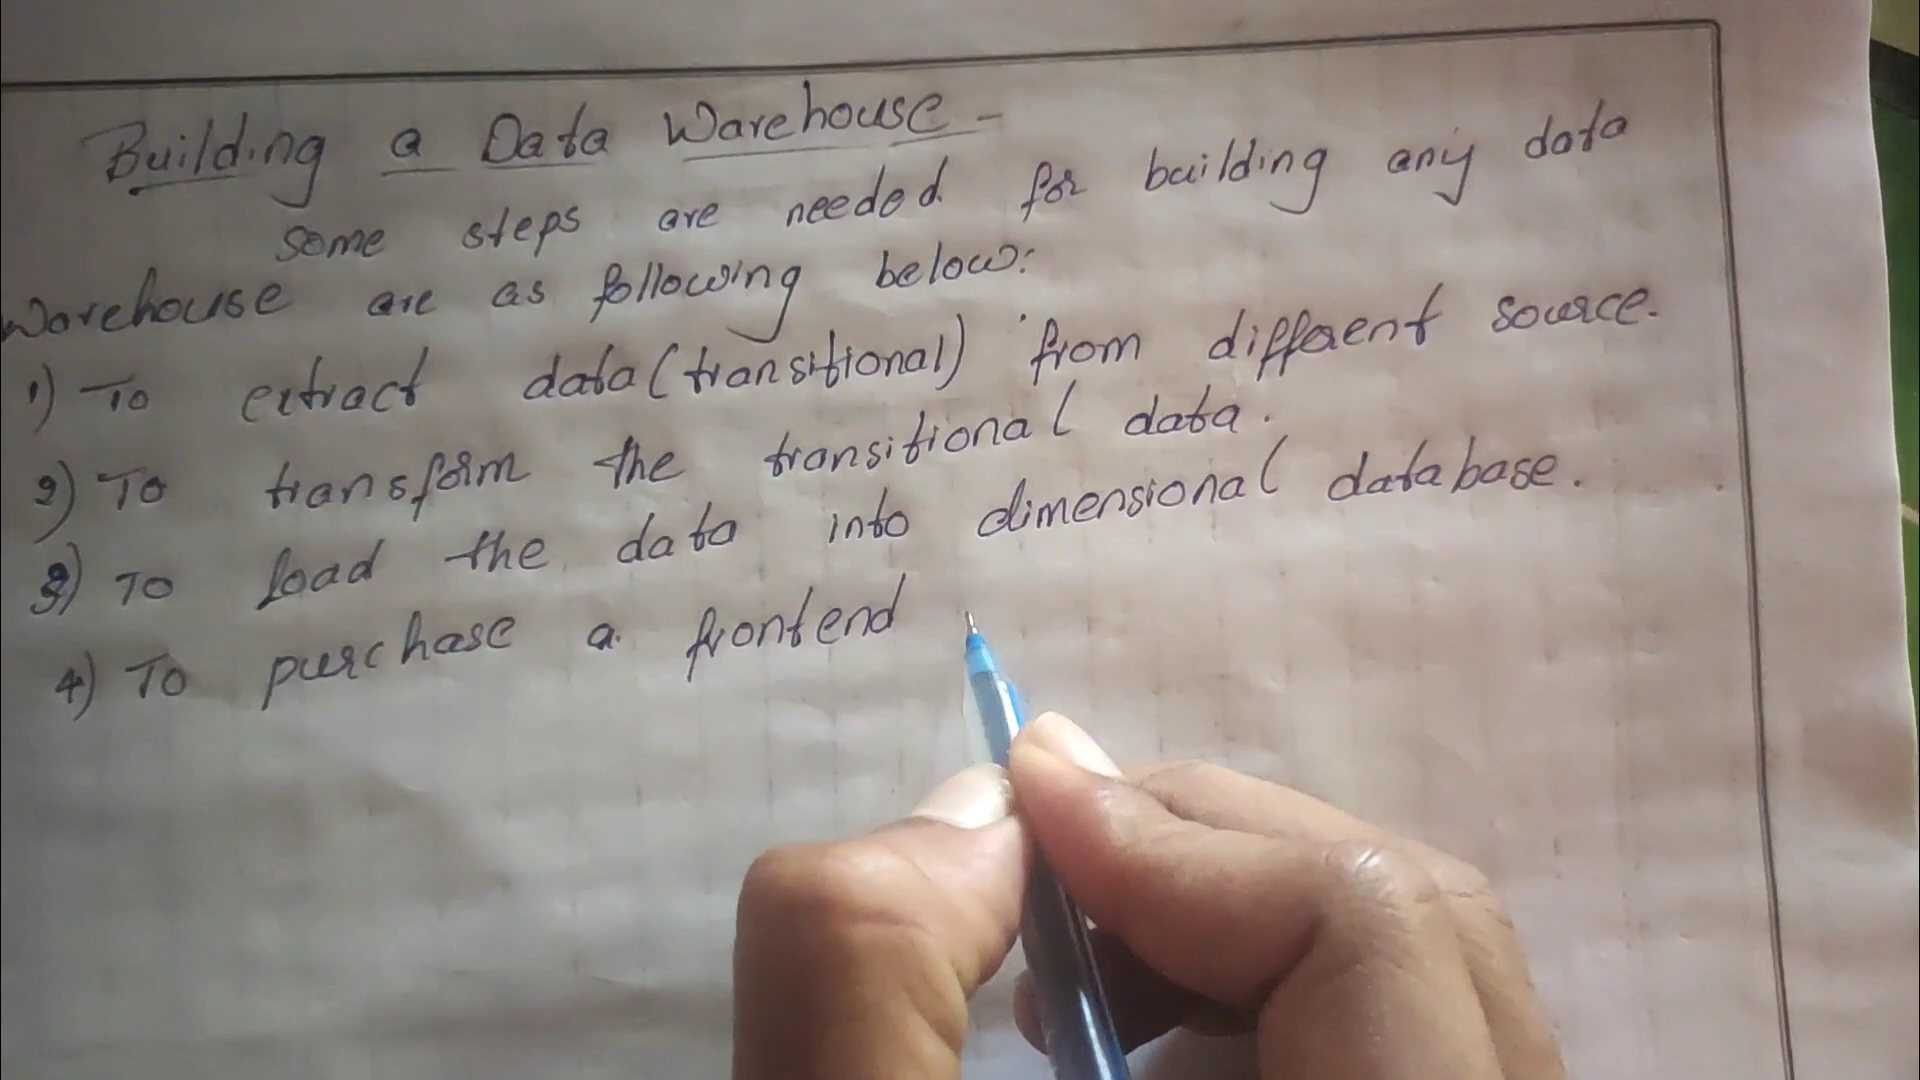 Building a Data Warehouse -
Some steps are needed for building any data
Warehouse are as following below:
1) To extract data (transitional) from different source.
2) To transform the transitional data.
3) To load the data into dimensional database.
4) To purchase a frontend